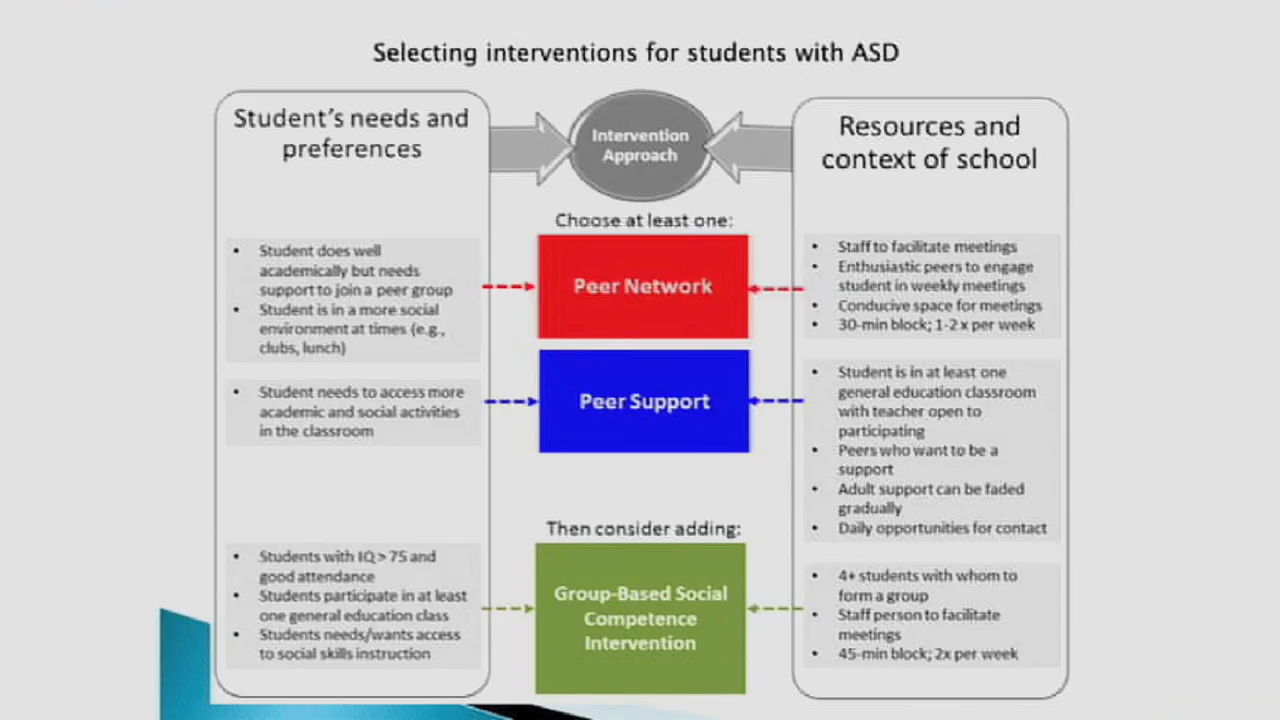 Selecting interventions for students with ASD
Student's needs and
preferences
Intervention
Approach
Resources and
context of school
Choose at least one:
• Student does well
academically but needs
support to join a peer group
• Student is in a more social
environment at times (e.g.,
clubs, lunch)
Peer Network
• Staff to facilitate meetings
• Enthusiastic peers to engage
student in weekly meetings
• Conducive space for meetings
• 30-min block; 1-2 x per week
• Student needs to access more
academic and social activities
in the classroom
Peer Support
• Student is in at least one
general education classroom
with teacher open to
participating
• Peers who want to be a
support
• Adult support can be faded
gradually
• Daily opportunities for contact
Then consider adding:
• Students with IQ > 75 and
good attendance
• Students participate in at least
one general education class
• Students needs/wants access
to social skills instruction
Group-Based Social
Competence
Intervention
• 4+ students with whom to
form a group
• Staff person to facilitate
meetings
• 45-min block; 2x per week